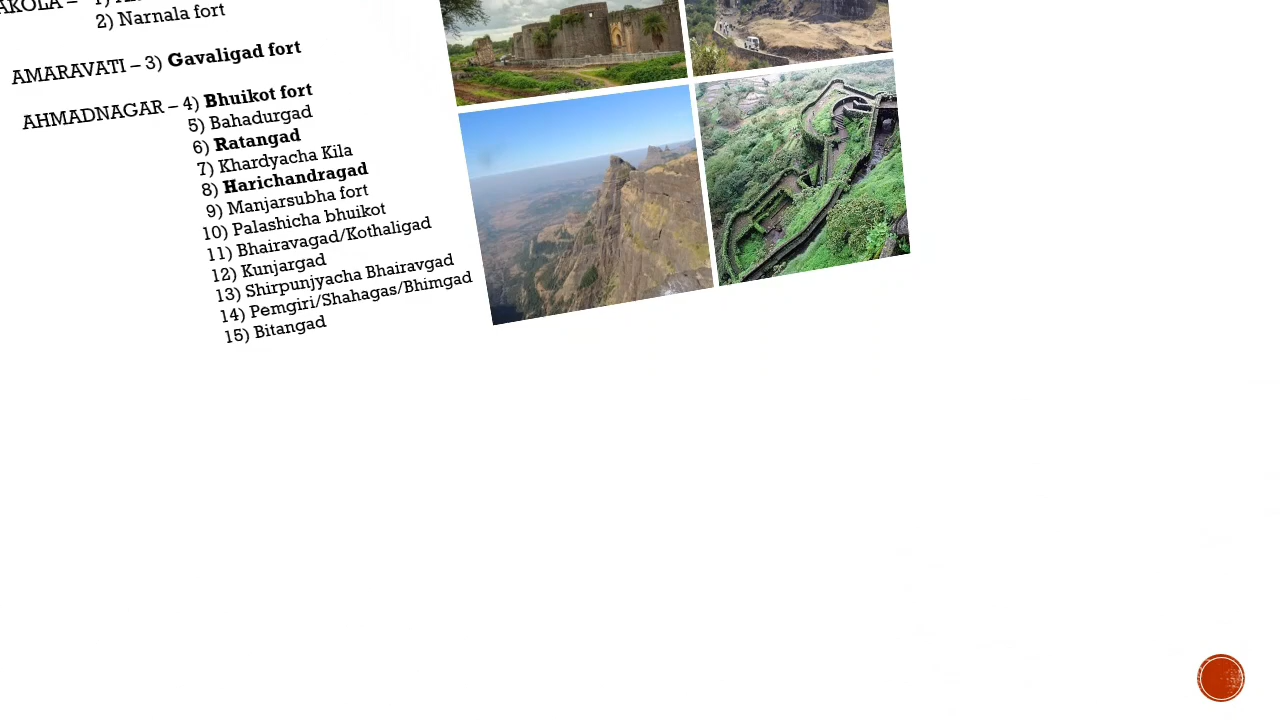 AKOLA – 1)
2) Narnala fort
AMARAVATI – 3) Gavaligad fort
AHMADNAGAR – 4) Bhuikot fort
5) Bahadurgad
6) Ratangad
7) Khardyacha Kila
8) Harichandragad
9) Manjarsubha fort
10) Palashicha bhuikot
11) Bhairavagad/Kothaligad
12) Kunjargad
13) Shirpunjyacha Bhairavgad
14) Pemgiri/Shahagas/Bhimgad
15) Bitangad